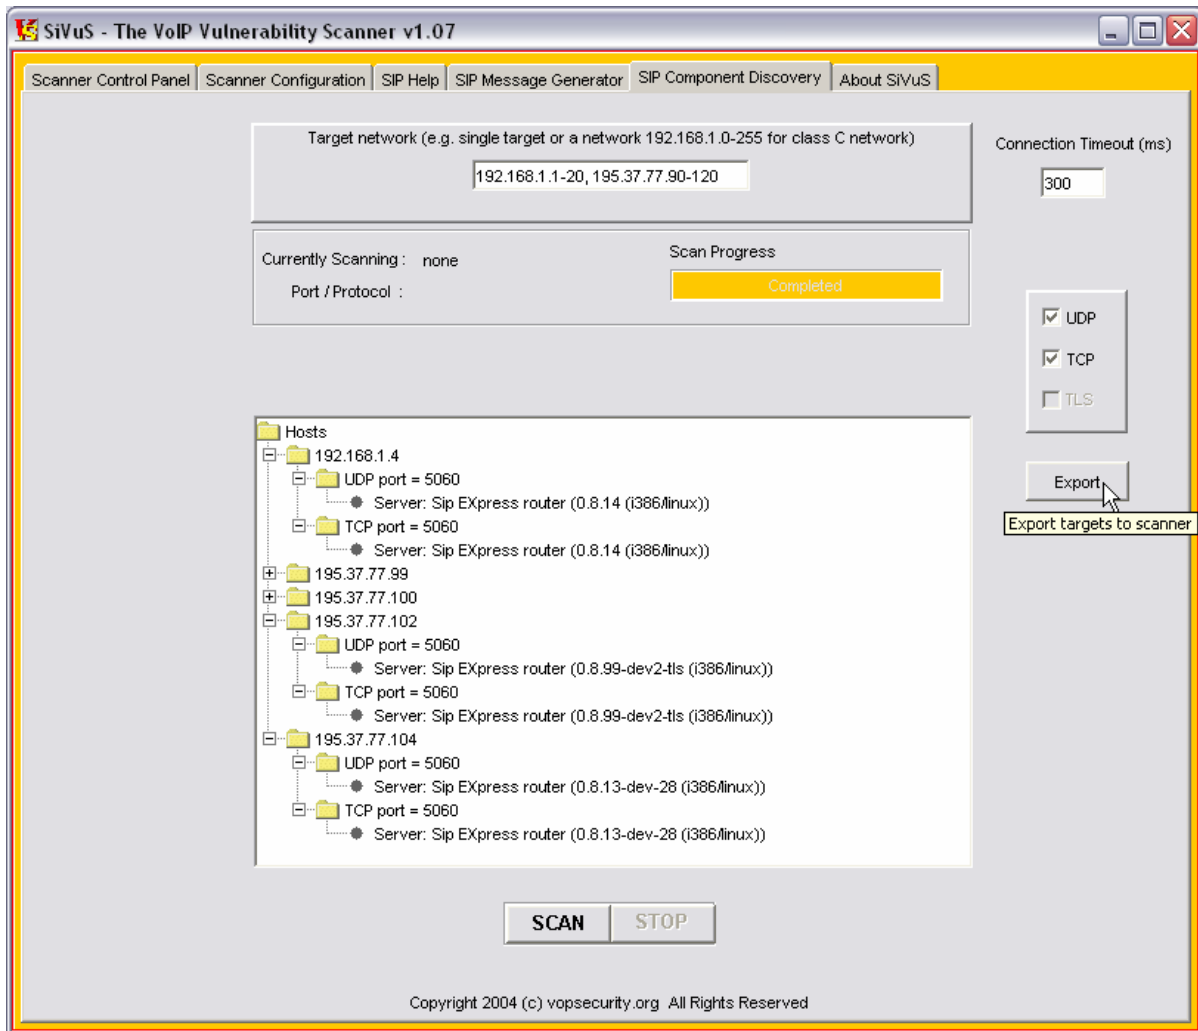 SiVuS - The VoIP Vulnerability Scanner v1.07
Scanner Control Panel Scanner Configuration SIP Help SIP Message Generator SIP Component Discovery About SiVuS
Target network (e.g. single target or a network 192.168.1.0-255 for class C network)
192.168.1.1-20, 195.37.77.90-120
Connection Timeout (ms)
300
Currently Scanning : none
Port / Protocol :
Scan Progress
Completed
UDP
TCP
TLS
Export
Export targets to scanner
Hosts
192.168.1.4
UDP port = 5060
Server: Sip EXpress router (0.8.14 (i386/linux))
TCP port = 5060
Server: Sip EXpress router (0.8.14 (i386/linux))
195.37.77.99
195.37.77.100
195.37.77.102
UDP port = 5060
Server: Sip EXpress router (0.8.99-dev2-tls (i386/linux))
TCP port = 5060
Server: Sip EXpress router (0.8.99-dev2-tls (i386/linux))
195.37.77.104
UDP port = 5060
Server: Sip EXpress router (0.8.13-dev-28 (i386/linux))
TCP port = 5060
Server: Sip EXpress router (0.8.13-dev-28 (i386/linux))
SCAN STOP
Copyright 2004 (c) vopsecurity.org All Rights Reserved